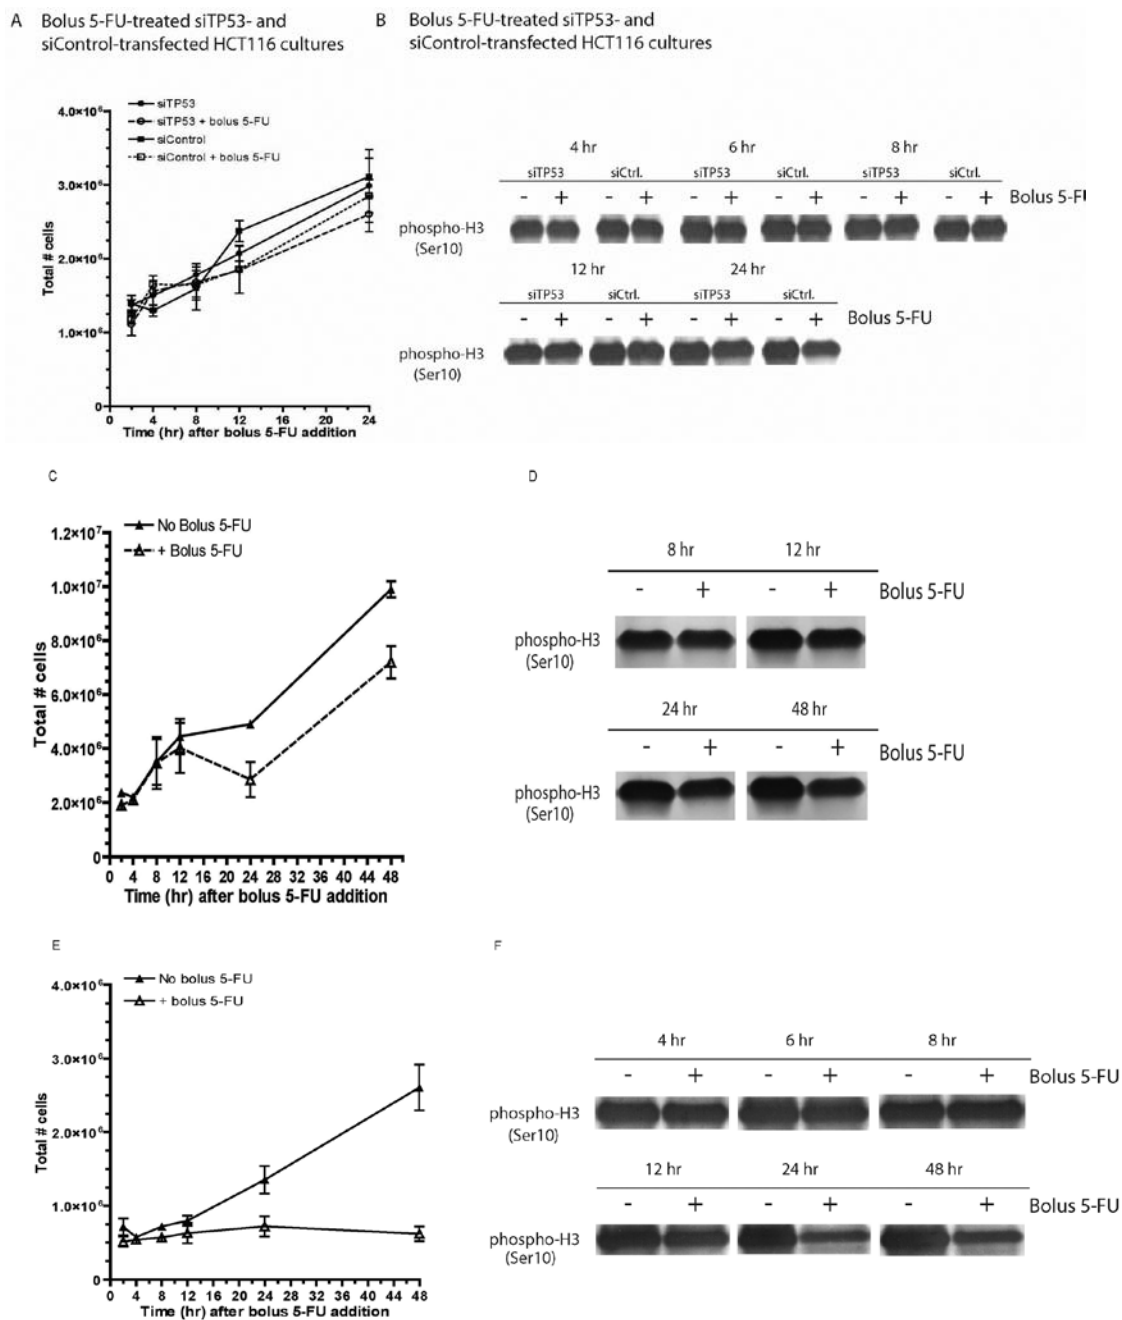 A Bolus 5-FU-treated siTP53- and
siControl-transfected HCT116 cultures
siTP53
siTP53 + bolus 5-FU
siControl
siControl + bolus 5-FU
4.0×10⁶
3.0×10⁶
2.0×10⁶
1.0×10⁶
0
Total # cells
0 4 8 12 16 20 24
Time (hr) after bolus 5-FU addition
B Bolus 5-FU-treated siTP53- and
siControl-transfected HCT116 cultures
4 hr 6 hr 8 hr
siTP53 siCtrl. siTP53 siCtrl. siTP53 siCtrl.
- + - + - + - + - + - + Bolus 5-FU
phospho-H3
(Ser10)
12 hr 24 hr
siTP53 siCtrl. siTP53 siCtrl.
- + - + - + - + Bolus 5-FU
phospho-H3
(Ser10)
C
No Bolus 5-FU
+ Bolus 5-FU
1.2×10⁷
1.0×10⁷
8.0×10⁶
6.0×10⁶
4.0×10⁶
2.0×10⁶
0
Total # cells
0 4 8 12 16 20 24 28 32 36 40 44 48
Time (hr) after bolus 5-FU addition
D
8 hr 12 hr
- + - + Bolus 5-FU
phospho-H3
(Ser10)
24 hr 48 hr
- + - + Bolus 5-FU
phospho-H3
(Ser10)
E
No bolus 5-FU
+ bolus 5-FU
4.0×10⁶
3.0×10⁶
2.0×10⁶
1.0×10⁶
0
Total # cells
0 4 8 12 16 20 24 28 32 36 40 44 48
Time (hr) after bolus 5-FU addition
F
4 hr 6 hr 8 hr
- + - + - + Bolus 5-FU
phospho-H3
(Ser10)
12 hr 24 hr 48 hr
- + - + - + Bolus 5-FU
phospho-H3
(Ser10)